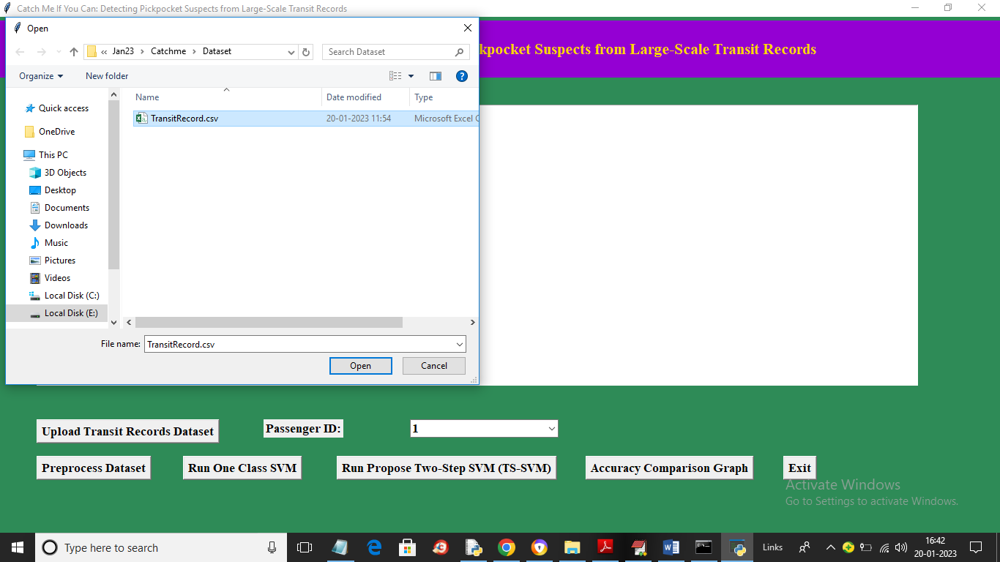 Catch Me If You Can: Detecting Pickpocket Suspects from Large-Scale Transit Records
Open
« Jan23 > Catchme > Dataset
Search Dataset
kpocket Suspects from Large-Scale Transit Records
Organize
New folder
Name
Date modified
Type
Quick access
TransitRecord.csv
20-01-2023 11:54
Microsoft Excel C
OneDrive
This PC
3D Objects
Desktop
Documents
Downloads
Music
Pictures
Videos
Local Disk (C:)
Local Disk (E:)
File name:
TransitRecord.csv
Open
Cancel
Upload Transit Records Dataset
Passenger ID:
1
Preprocess Dataset
Run One Class SVM
Run Propose Two-Step SVM (TS-SVM)
Accuracy Comparison Graph
Exit
Activate Windows
Go to Settings to activate Windows.
Type here to search
Links
16:42
20-01-2023